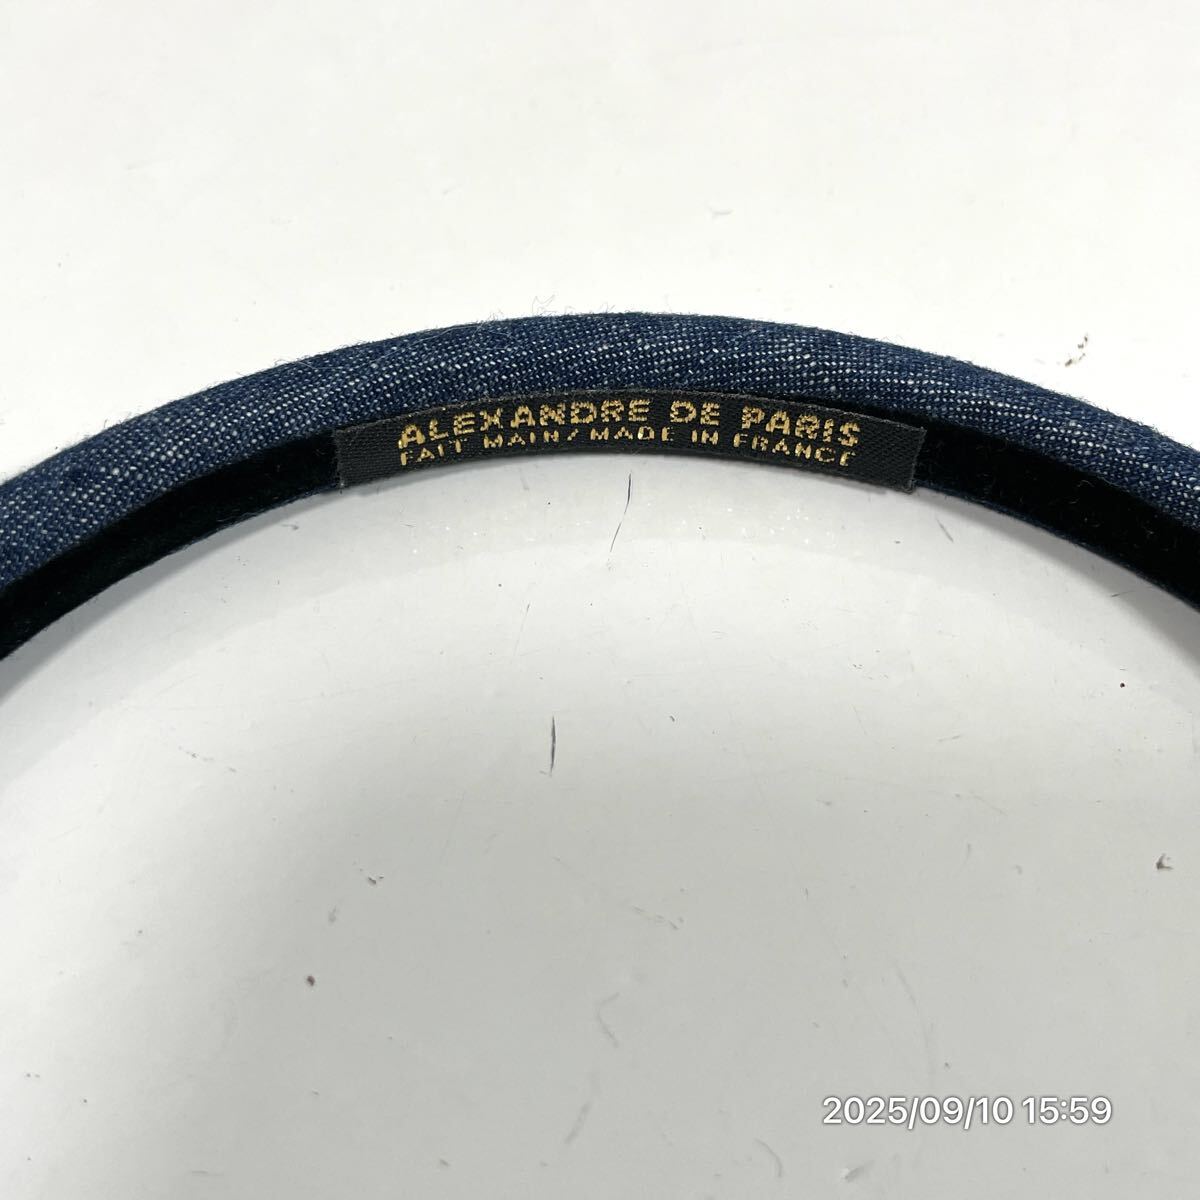 ALEXANDRE DE PARIS
FAIT MAIN/MADE IN FRANCE
2025/09/10 15:59